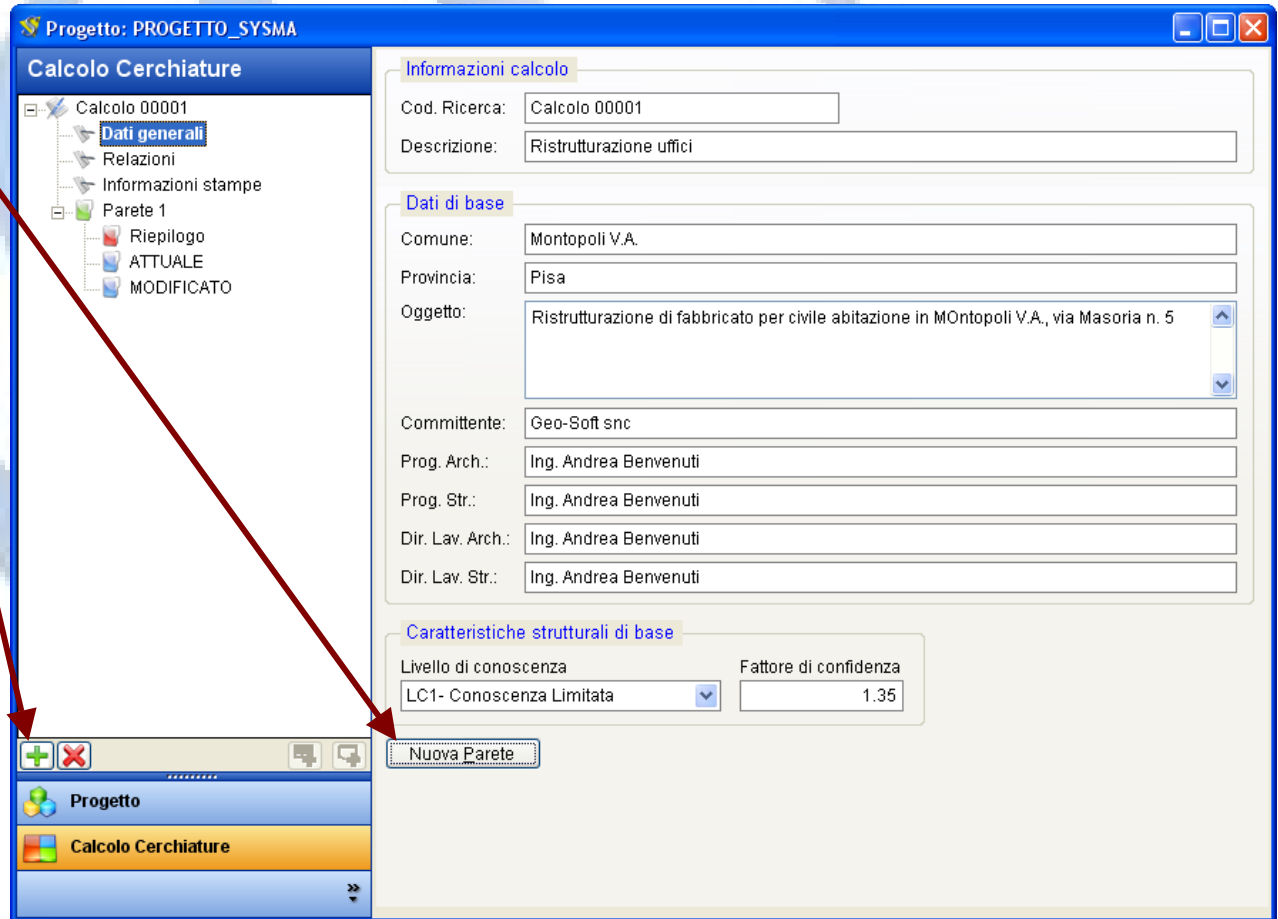 Progetto: PROGETTO_SYSMA
Calcolo Cerchiature
Calcolo 00001
Dati generali
Relazioni
Informazioni stampe
Parete 1
Riepilogo
ATTUALE
MODIFICATO
Progetto
Calcolo Cerchiature
Informazioni calcolo
Cod. Ricerca: Calcolo 00001
Descrizione: Ristrutturazione uffici
Dati di base
Comune: Montopoli V.A.
Provincia: Pisa
Oggetto: Ristrutturazione di fabbricato per civile abitazione in MOntopoli V.A., via Masoria n. 5
Committente: Geo-Soft snc
Prog. Arch.: Ing. Andrea Benvenuti
Prog. Str.: Ing. Andrea Benvenuti
Dir. Lav. Arch.: Ing. Andrea Benvenuti
Dir. Lav. Str.: Ing. Andrea Benvenuti
Caratteristiche strutturali di base
Livello di conoscenza Fattore di confidenza
LC1- Conoscenza Limitata 1.35
Nuova Parete